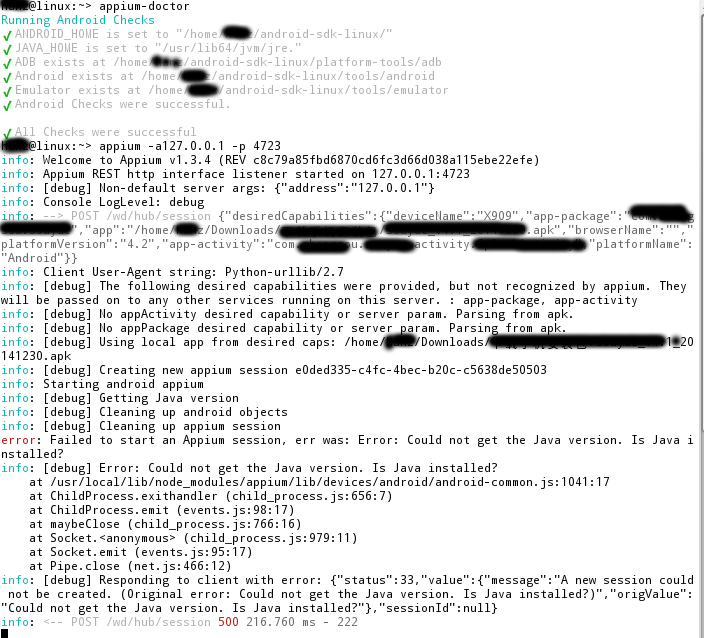 @linux:~> appium-doctor
Running Android Checks
✓ ANDROID_HOME is set to "/home/ /android-sdk-linux/"
✓ JAVA_HOME is set to "/usr/lib64/jvm/jre."
✓ ADB exists at /home/ /android-sdk-linux/platform-tools/adb
✓ Android exists at /home/ /android-sdk-linux/tools/android
✓ Emulator exists at /home/ /android-sdk-linux/tools/emulator
✓ Android Checks were successful.
✓ All Checks were successful
@linux:~> appium -a127.0.0.1 -p 4723
info: Welcome to Appium v1.3.4 (REV c8c79a85fbd6870cd6fc3d66d038a115ebe22efe)
info: Appium REST http interface listener started on 127.0.0.1:4723
info: [debug] Non-default server args: {"address":"127.0.0.1"}
info: Console LogLevel: debug
info: --> POST /wd/hub/session {"desiredCapabilities":{"deviceName":"X909","app-package":"
","app":"/home/ z/Downloads/ .apk","browserName":"","
platformVersion":"4.2","app-activity":"com. activity "platformName":
"Android"}}
info: Client User-Agent string: Python-urllib/2.7
info: [debug] The following desired capabilities were provided, but not recognized by appium. They
will be passed on to any other services running on this server. : app-package, app-activity
info: [debug] No appActivity desired capability or server param. Parsing from apk.
info: [debug] No appPackage desired capability or server param. Parsing from apk.
info: [debug] Using local app from desired caps: /home/ /Downloads/ _20
141230.apk
info: [debug] Creating new appium session e0ded335-c4fc-4bec-b20c-c5638de50503
info: Starting android appium
info: [debug] Getting Java version
info: [debug] Cleaning up android objects
info: [debug] Cleaning up appium session
error: Failed to start an Appium session, err was: Error: Could not get the Java version. Is Java i
nstalled?
info: [debug] Error: Could not get the Java version. Is Java installed?
at /usr/local/lib/node_modules/appium/lib/devices/android/android-common.js:1041:17
at ChildProcess.exithandler (child_process.js:656:7)
at ChildProcess.emit (events.js:98:17)
at maybeClose (child_process.js:766:16)
at Socket.<anonymous> (child_process.js:979:11)
at Socket.emit (events.js:95:17)
at Pipe.close (net.js:466:12)
info: [debug] Responding to client with error: {"status":33,"value":{"message":"A new session could
not be created. (Original error: Could not get the Java version. Is Java installed?)","origValue":
"Could not get the Java version. Is Java installed?"},"sessionId":null}
info: <-- POST /wd/hub/session 500 216.760 ms - 222